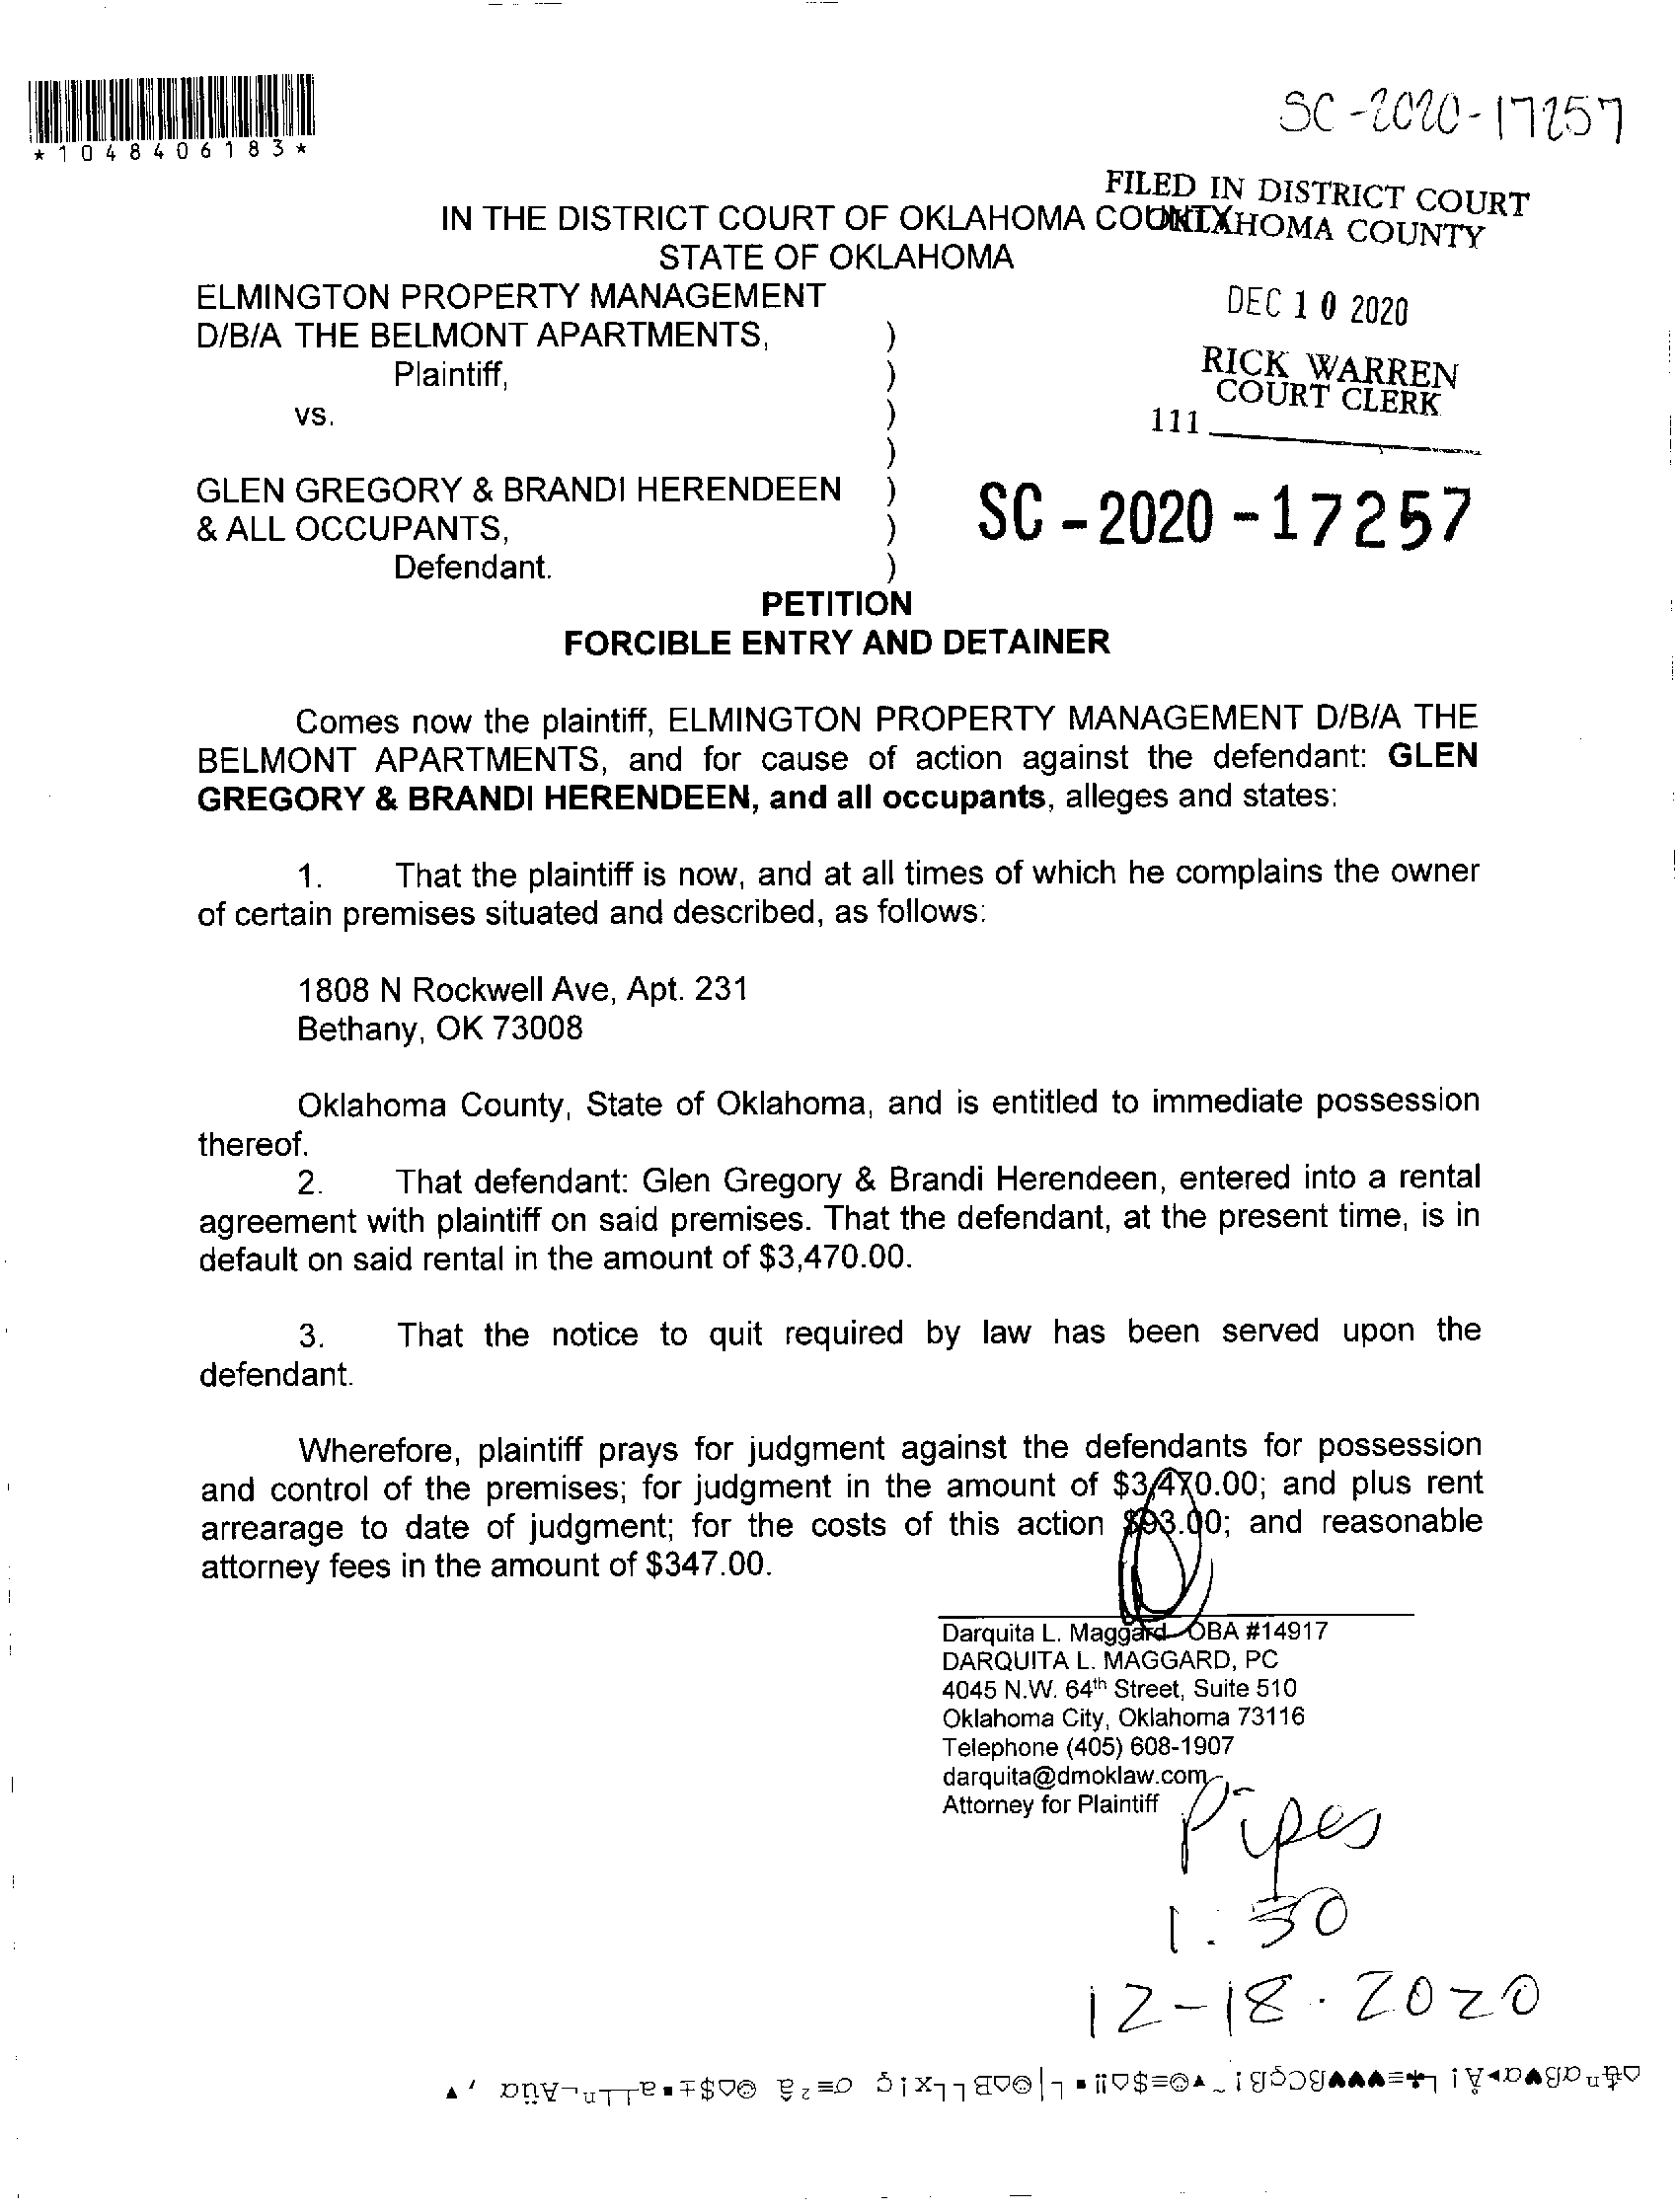 SC-2020-17257
*1048406183*
FILED IN DISTRICT COURT
OKLAHOMA COUNTY
IN THE DISTRICT COURT OF OKLAHOMA COUNTY
STATE OF OKLAHOMA
DEC 10 2020
RICK WARREN
COURT CLERK
111
ELMINGTON PROPERTY MANAGEMENT
D/B/A THE BELMONT APARTMENTS, )
Plaintiff, )
vs. )
)
GLEN GREGORY & BRANDI HERENDEEN )
& ALL OCCUPANTS, )
Defendant. )
SC-2020-17257
PETITION
FORCIBLE ENTRY AND DETAINER
Comes now the plaintiff, ELMINGTON PROPERTY MANAGEMENT D/B/A THE
BELMONT APARTMENTS, and for cause of action against the defendant: GLEN
GREGORY & BRANDI HERENDEEN, and all occupants, alleges and states:
1. That the plaintiff is now, and at all times of which he complains the owner
of certain premises situated and described, as follows:
1808 N Rockwell Ave, Apt. 231
Bethany, OK 73008
Oklahoma County, State of Oklahoma, and is entitled to immediate possession
thereof.
2. That defendant: Glen Gregory & Brandi Herendeen, entered into a rental
agreement with plaintiff on said premises. That the defendant, at the present time, is in
default on said rental in the amount of $3,470.00.
3. That the notice to quit required by law has been served upon the
defendant.
Wherefore, plaintiff prays for judgment against the defendants for possession
and control of the premises; for judgment in the amount of $3,470.00; and plus rent
arrearage to date of judgment; for the costs of this action $93.00; and reasonable
attorney fees in the amount of $347.00.
Darquita L. Maggard OBA #14917
DARQUITA L. MAGGARD, PC
4045 N.W. 64th Street, Suite 510
Oklahoma City, Oklahoma 73116
Telephone (405) 608-1907
darquita@dmoklaw.com
Attorney for Plaintiff
Pipes
1:30
12-18-2020